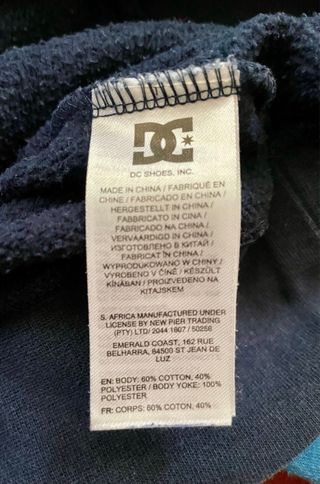 DC
DC SHOES, INC.
MADE IN CHINA / FABRIQUÉ EN
CHINE / FABRICADO EN CHINA /
HERGESTELLT IN CHINA /
FABBRICATO IN CINA /
FABRICADO NA CHINA /
VERVAARDIGD IN CHINA /
ИЗГОТОВЛЕНО В КИТАЙ /
FABRICAT ÎN CHINA /
WYPRODUKOWANO W CHINY /
VYROBENO V ČÍNĚ / KÉSZÜLT
KÍNÁBAN / PROIZVEDENO NA
KITAJSKEM
S. AFRICA MANUFACTURED UNDER
LICENSE BY NEW PIER TRADING
(PTY) LTD/ 2044 1807 / 50256
EMERALD COAST, 162 RUE
BELHARRA, 64500 ST JEAN DE
LUZ
EN: BODY: 60% COTTON, 40%
POLYESTER / BODY YOKE: 100%
POLYESTER
FR: CORPS: 60% COTON, 40%